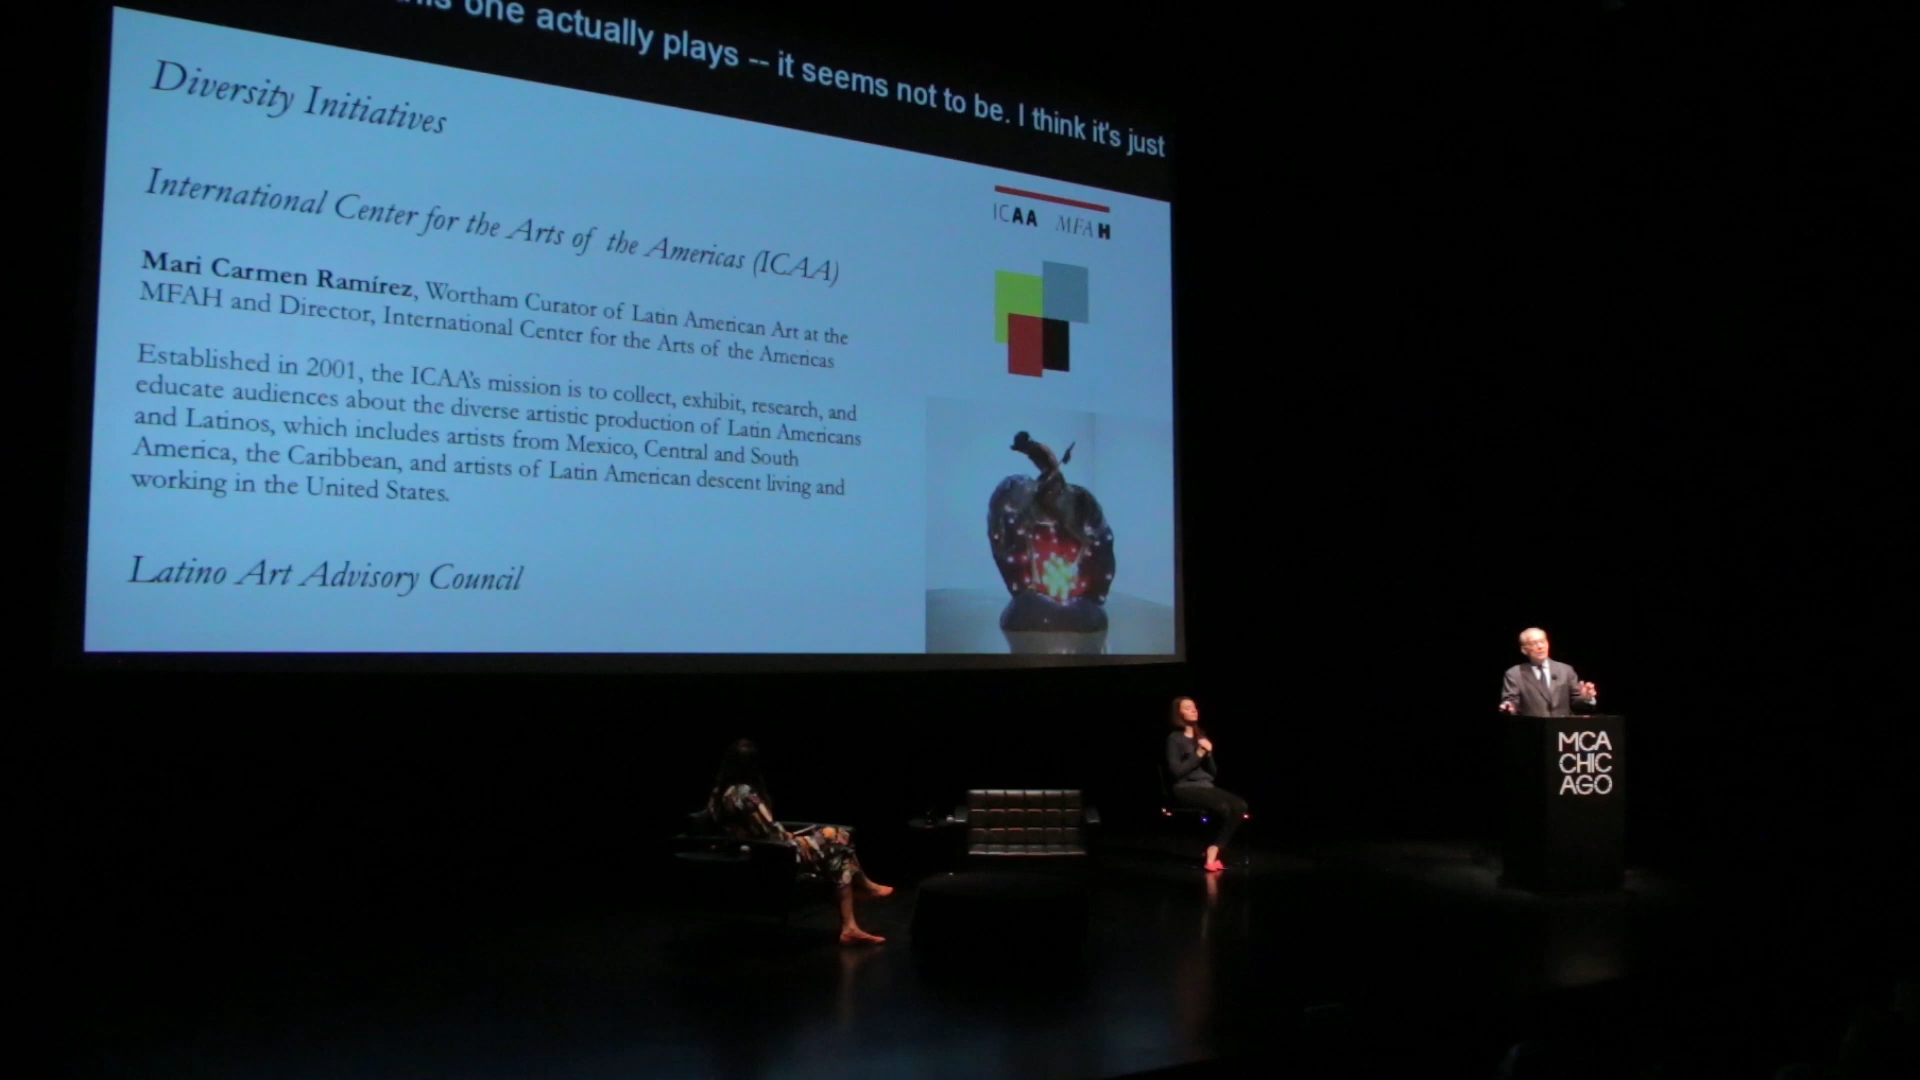 one actually plays -- it seems not to be. I think it's just
Diversity Initiatives
International Center for the Arts of the Americas (ICAA)
Mari Carmen Ramírez, Wortham Curator of Latin American Art at the
MFAH and Director, International Center for the Arts of the Americas
Established in 2001, the ICAA's mission is to collect, exhibit, research, and
educate audiences about the diverse artistic production of Latin Americans
and Latinos, which includes artists from Mexico, Central and South
America, the Caribbean, and artists of Latin American descent living and
working in the United States.
Latino Art Advisory Council
ICAA MFAH
MCA
CHIC
AGO